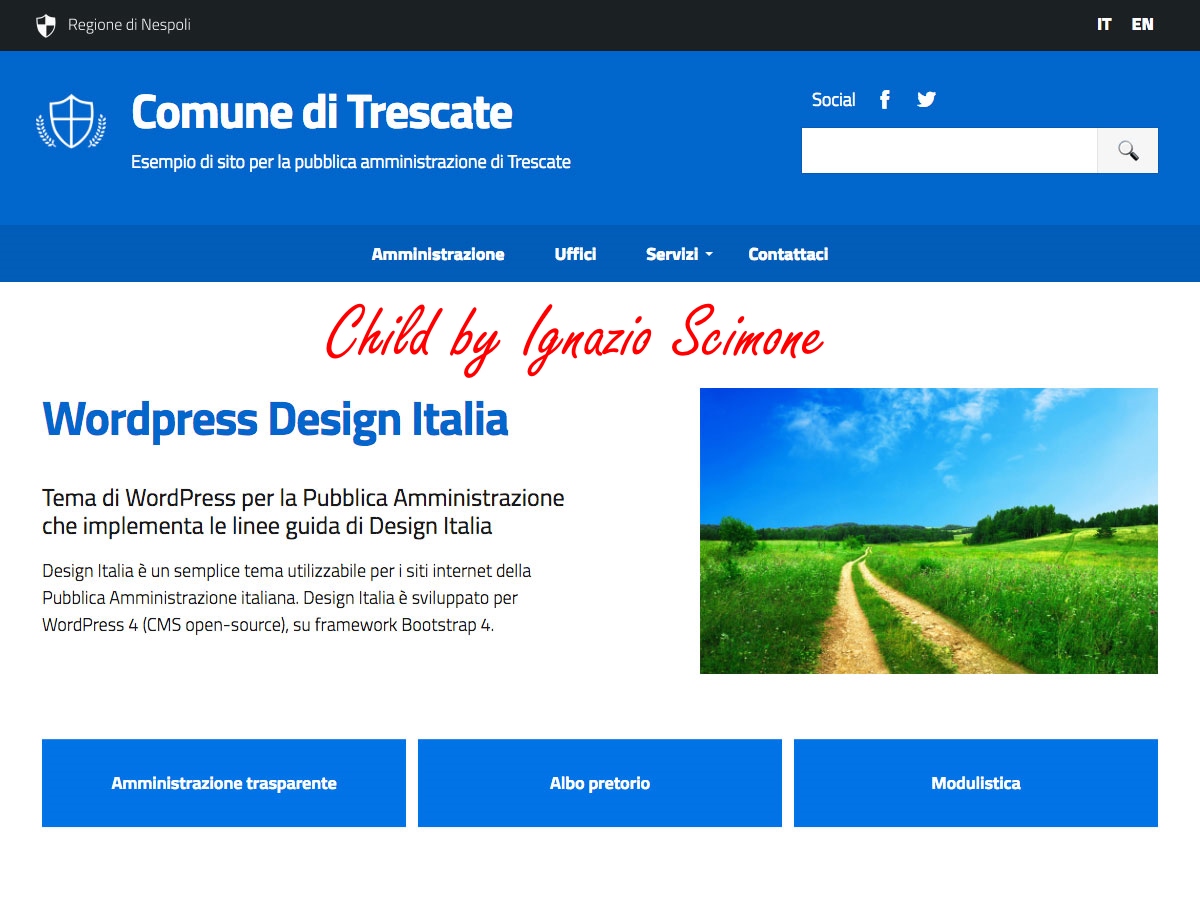 Regione di Nespoli
IT EN
Comune di Trescate
Esempio di sito per la pubblica amministrazione di Trescate
Social
Amministrazione Uffici Servizi Contattaci
Child by Ignazio Scimone
Wordpress Design Italia
Tema di WordPress per la Pubblica Amministrazione
che implementa le linee guida di Design Italia
Design Italia è un semplice tema utilizzabile per i siti internet della
Pubblica Amministrazione italiana. Design Italia è sviluppato per
WordPress 4 (CMS open-source), su framework Bootstrap 4.
Amministrazione trasparente
Albo pretorio
Modulistica